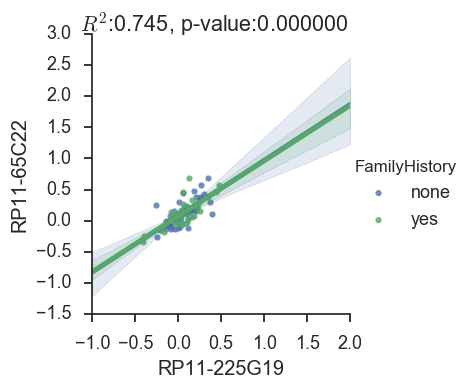 R²:0.745, p-value:0.000000
3.0
2.5
2.0
1.5
1.0
0.5
0.0
−0.5
−1.0
−1.5
RP11-65C22
−1.0 −0.5 0.0 0.5 1.0 1.5 2.0
RP11-225G19
FamilyHistory
none
yes